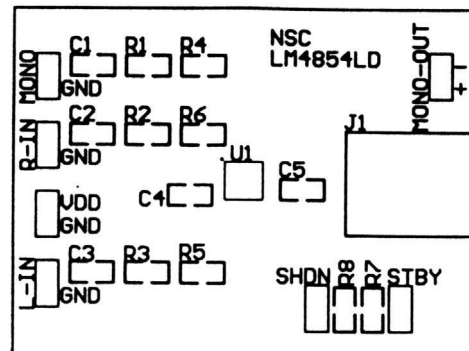 C1 R1 R4
NSC
LM4854LD
MONO
GND
MONO-OUT
-
+
C2 R2 R6
R-IN
GND
J1
U1
VDD
GND
C4
C5
C3 R3 R5
L-IN
GND
SHDN R8 R7 STBY